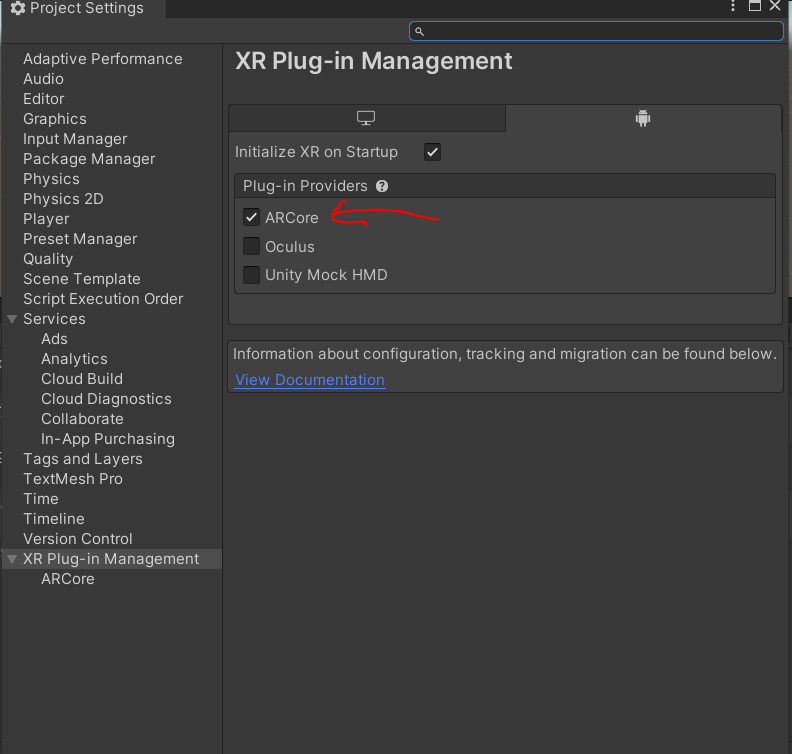 Project Settings
Adaptive Performance
Audio
Editor
Graphics
Input Manager
Package Manager
Physics
Physics 2D
Player
Preset Manager
Quality
Scene Template
Script Execution Order
Services
Ads
Analytics
Cloud Build
Cloud Diagnostics
Collaborate
In-App Purchasing
Tags and Layers
TextMesh Pro
Time
Timeline
Version Control
XR Plug-in Management
ARCore
XR Plug-in Management
Initialize XR on Startup
Plug-in Providers
ARCore
Oculus
Unity Mock HMD
Information about configuration, tracking and migration can be found below.
View Documentation